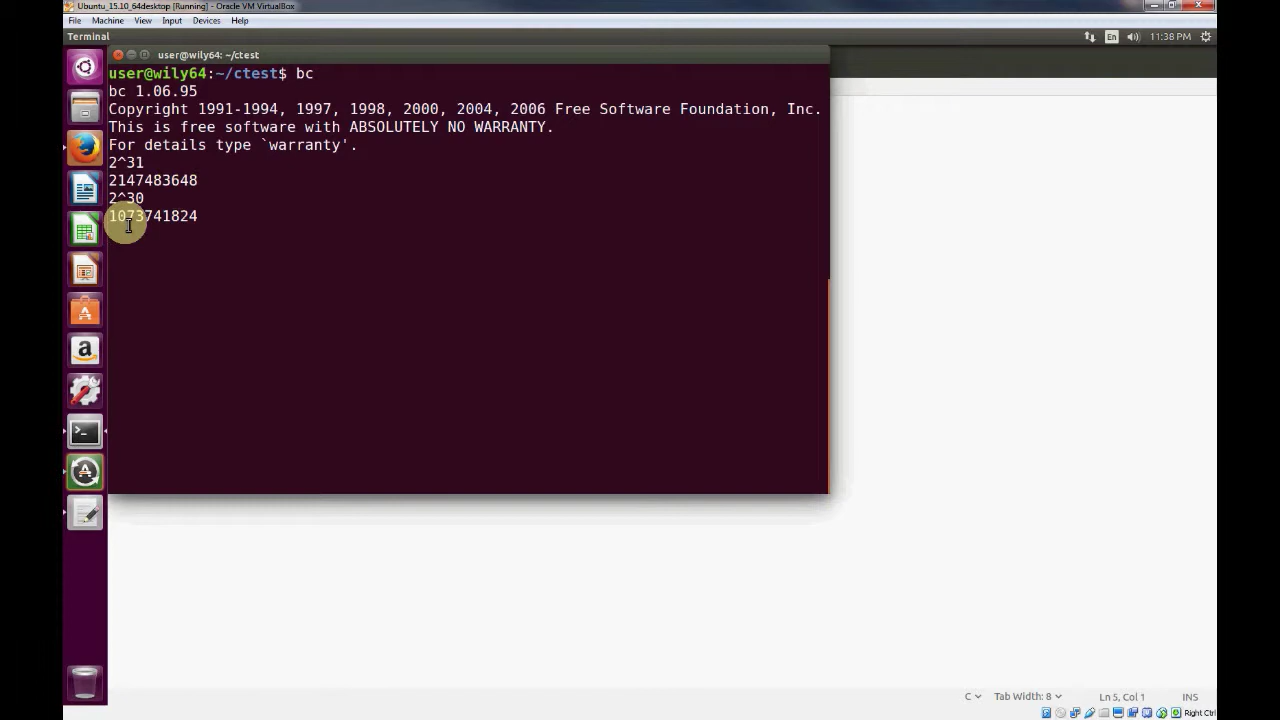 Ubuntu_15.10_64desktop [Running] - Oracle VM VirtualBox
File Machine View Input Devices Help
Terminal En 11:38 PM
user@wily64: ~/ctest
user@wily64:~/ctest$ bc
bc 1.06.95
Copyright 1991-1994, 1997, 1998, 2000, 2004, 2006 Free Software Foundation, Inc.
This is free software with ABSOLUTELY NO WARRANTY.
For details type `warranty'.
2^31
2147483648
2^30
1073741824
C Tab Width: 8 Ln 5, Col 1 INS
Right Ctrl